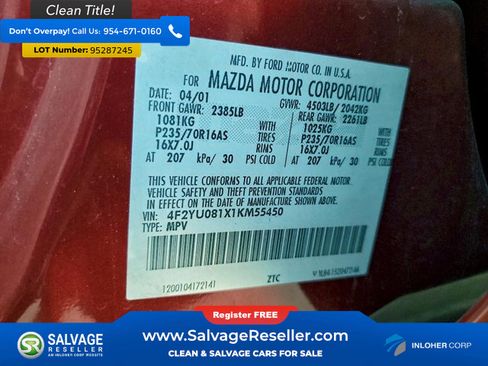 Clean Title!
Don't Overpay! Call US: 954-671-0160
LOT Number: 95287245
MFD. BY FORD MOTOR CO. IN U.S.A.
FOR MAZDA MOTOR CORPORATION
DATE: 04/01 GVWR: 4503LB/ 2042KG
FRONT GAWR: 2385LB REAR GAWR: 2261LB
1081KG WITH 1025KG WITH
P235/70R16AS TIRES P235/70R16AS TIRES
16X7.0J RIMS 16X7.0J RIMS
AT 207 kPa/ 30 PSI COLD AT 207 kPa/ 30 PSI COLD
THIS VEHICLE CONFORMS TO ALL APPLICABLE FEDERAL MOTOR
VEHICLE SAFETY AND THEFT PREVENTION STANDARDS IN
EFFECT ON THE DATE OF MANUFACTURE SHOWN ABOVE.
VIN: 4F2YU081X1KM55450
TYPE: MPV
1200104172141 ZTC
Register FREE
SALVAGE RESELLER
AN INLOHER CORP WEBSITE
www.SalvageReseller.com
CLEAN & SALVAGE CARS FOR SALE
INLOHER CORP